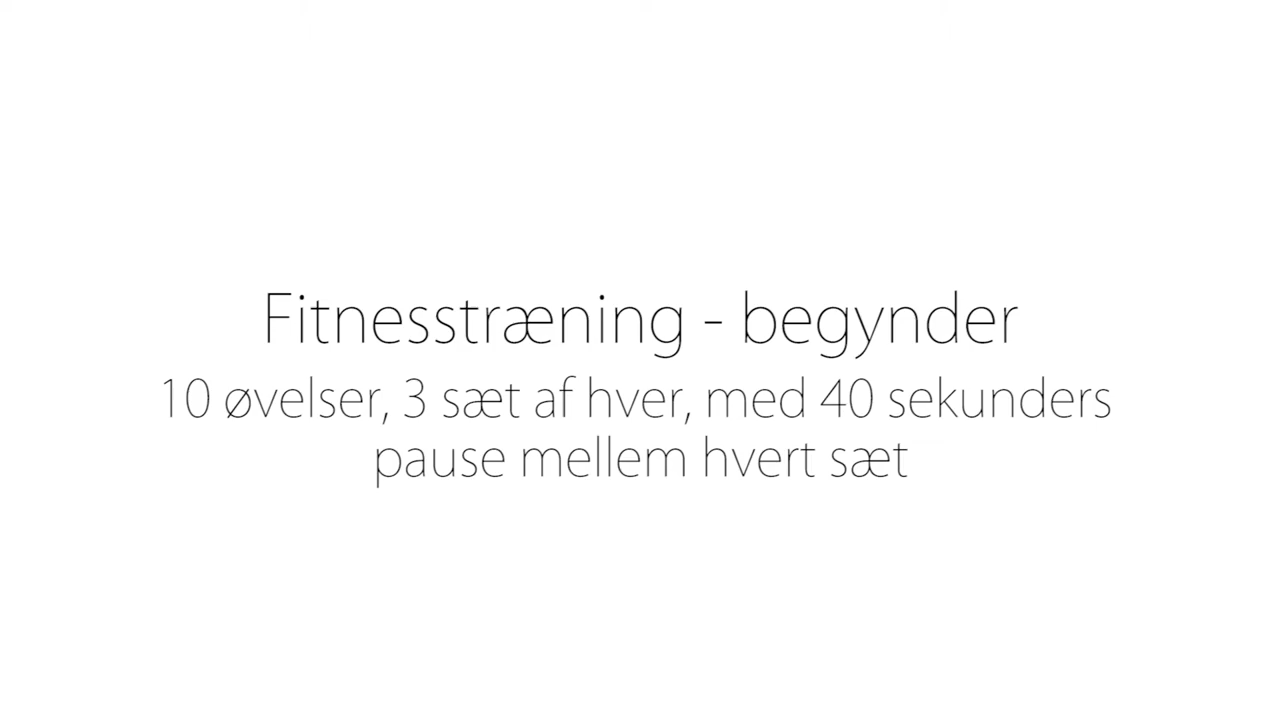 Fitnesstræning - begynder
10 øvelser, 3 sæt af hver, med 40 sekunders
pause mellem hvert sæt